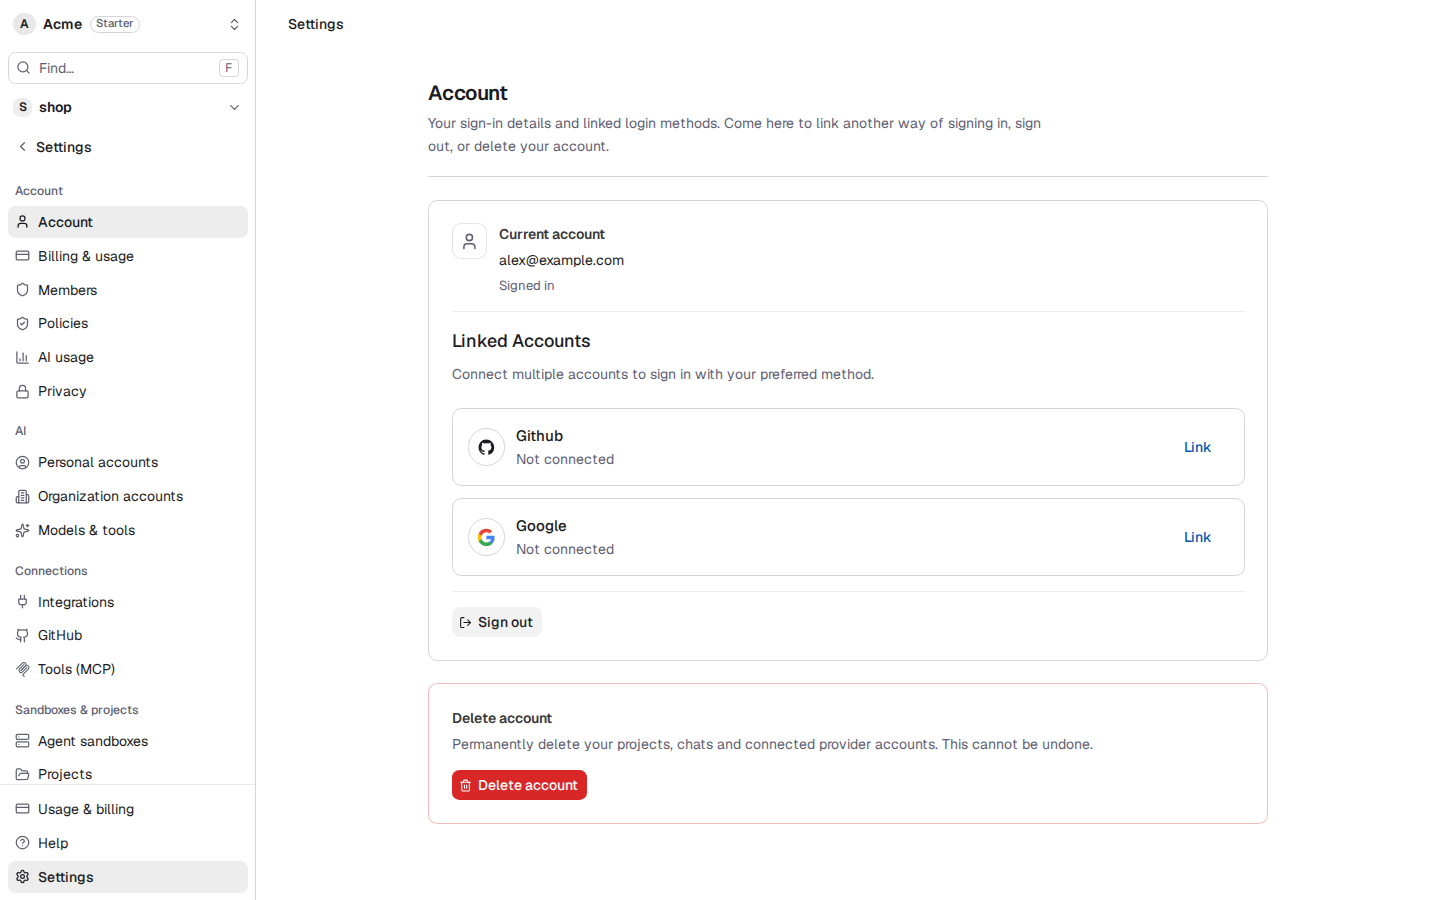 A Acme Starter
Find... F
S shop
Settings
Account
Account
Billing & usage
Members
Policies
AI usage
Privacy
AI
Personal accounts
Organization accounts
Models & tools
Connections
Integrations
GitHub
Tools (MCP)
Sandboxes & projects
Agent sandboxes
Projects
Usage & billing
Help
Settings
Settings
Account
Your sign-in details and linked login methods. Come here to link another way of signing in, sign
out, or delete your account.
Current account
alex@example.com
Signed in
Linked Accounts
Connect multiple accounts to sign in with your preferred method.
Github
Not connected
Link
Google
Not connected
Link
Sign out
Delete account
Permanently delete your projects, chats and connected provider accounts. This cannot be undone.
Delete account